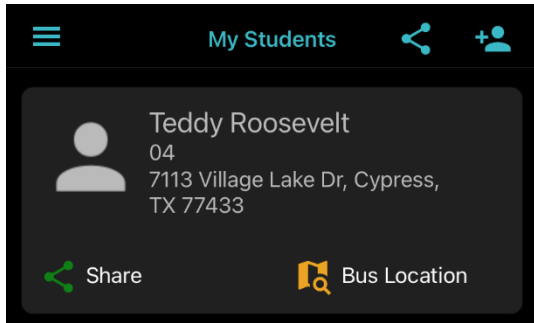 My Students
Teddy Roosevelt
04
7113 Village Lake Dr, Cypress,
TX 77433
Share
Bus Location